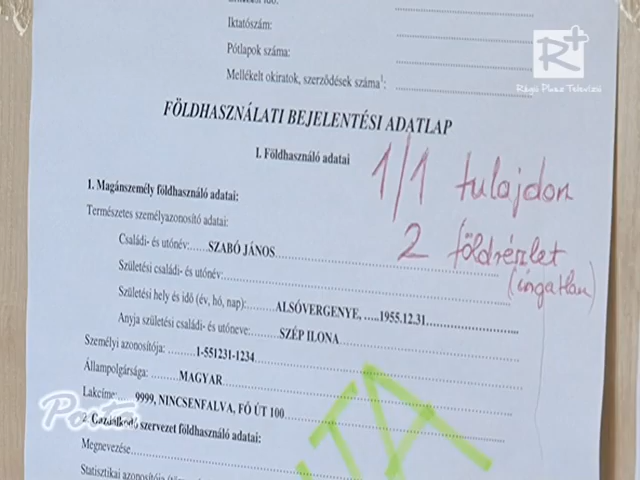 Iktatószám:
Pótlapok száma:
Mellékelt okiratok, szerződések száma¹:
R+
Régió Plusz Televízió
FÖLDHASZNÁLATI BEJELENTÉSI ADATLAP
I. Földhasználó adatai
1/1 tulajdon
2 földrészlet
(ingatlan)
1. Magánszemély földhasználó adatai:
Természetes személyazonosító adatai:
Családi- és utónév: SZABÓ JÁNOS
Születési családi- és utónév:
Születési hely és idő (év, hó, nap): ALSÓVERGENYE, .....1955.12.31.
Anyja születési családi- és utóneve: SZÉP ILONA
Személyi azonosítója: 1-551231-1234
Állampolgársága: MAGYAR
Lakcíme: 9999, NINCSENFALVA, FŐ ÚT 100
2. Gazdálkodó szervezet földhasználó adatai:
Megnevezése
Statisztikai azonosítója